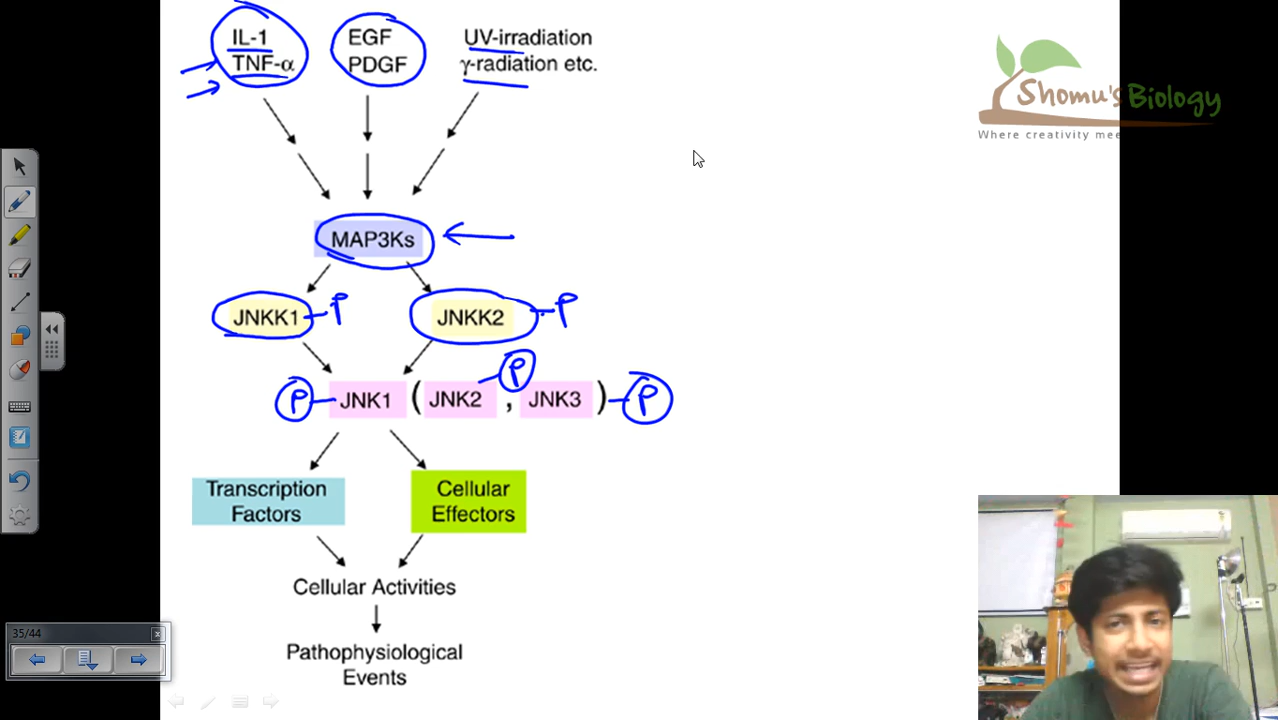 IL-1
TNF-α
EGF
PDGF
UV-irradiation
γ-radiation etc.
Shomu's Biology
Where creativity mee
MAP3Ks
JNKK1
P
JNKK2
P
P
P
JNK1 ( JNK2 , JNK3 )
P
Transcription
Factors
Cellular
Effectors
Cellular Activities
Pathophysiological
Events
35/44